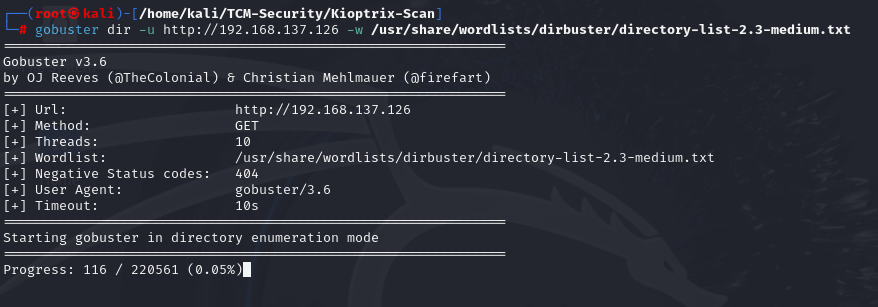 ┌──(root㉿kali)-[/home/kali/TCM-Security/Kioptrix-Scan]
└─# gobuster dir -u http://192.168.137.126 -w /usr/share/wordlists/dirbuster/directory-list-2.3-medium.txt
===============================================================
Gobuster v3.6
by OJ Reeves (@TheColonial) & Christian Mehlmauer (@firefart)
===============================================================
[+] Url:                     http://192.168.137.126
[+] Method:                  GET
[+] Threads:                 10
[+] Wordlist:                /usr/share/wordlists/dirbuster/directory-list-2.3-medium.txt
[+] Negative Status codes:   404
[+] User Agent:              gobuster/3.6
[+] Timeout:                 10s
===============================================================
Starting gobuster in directory enumeration mode
===============================================================
Progress: 116 / 220561 (0.05%)